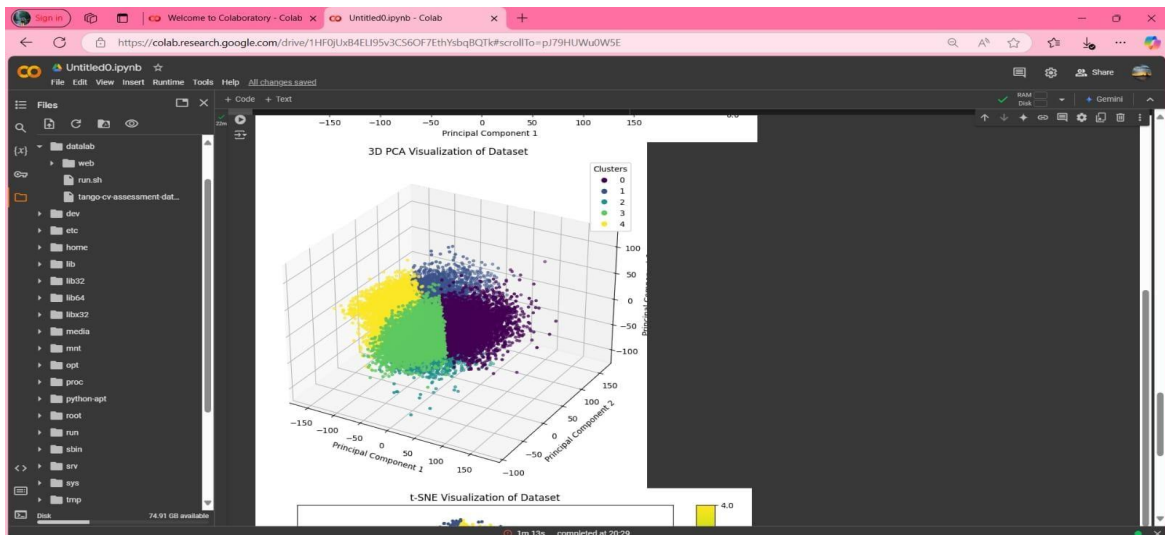 Sign in
Welcome to Colaboratory - Colab
Untitled0.ipynb - Colab
https://colab.research.google.com/drive/1HF0jUxB4ELI95v3CS6OF7EthYsbqBQTk#scrollTo=pJ79HUWu0W5E
Untitled0.ipynb
File Edit View Insert Runtime Tools Help All changes saved
Share
Files
+ Code + Text
RAM
Disk
Gemini
22m
-150 -100 -50 0 50 100 150
Principal Component 1
3D PCA Visualization of Dataset
Clusters
0
1
2
3
4
100
50
0
-50
-100
150
100
50
0
-50
-100
Principal Component 2
-150 -100 -50 0 50 100 150
Principal Component 1
t-SNE Visualization of Dataset
4.0
datalab
web
run.sh
tango-cv-assessment-dat...
dev
etc
home
lib
lib32
lib64
libx32
media
mnt
opt
proc
python-apt
root
run
sbin
srv
sys
tmp
Disk
74.91 GB available
1m 13s completed at 20:29